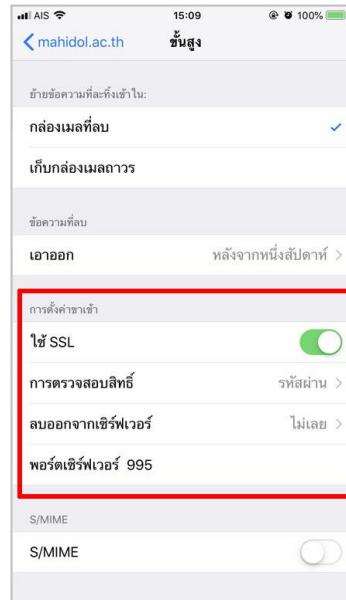 AIS 15:09 100%
mahidol.ac.th ขั้นสูง
ย้ายข้อความที่ละทิ้งเข้าใน:
กล่องเมลที่ลบ
เก็บกล่องเมลถาวร
ข้อความที่ลบ
เอาออก หลังจากหนึ่งสัปดาห์ >
การตั้งค่าขาเข้า
ใช้ SSL
การตรวจสอบสิทธิ์ รหัสผ่าน >
ลบออกจากเซิร์ฟเวอร์ ไม่เลย >
พอร์ตเซิร์ฟเวอร์ 995
S/MIME
S/MIME